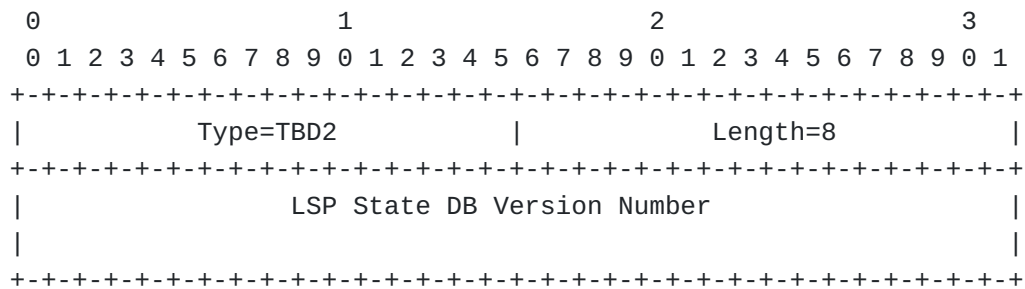 0                   1                   2                   3
 0 1 2 3 4 5 6 7 8 9 0 1 2 3 4 5 6 7 8 9 0 1 2 3 4 5 6 7 8 9 0 1
+-+-+-+-+-+-+-+-+-+-+-+-+-+-+-+-+-+-+-+-+-+-+-+-+-+-+-+-+-+-+-+-+
|           Type=TBD2           |            Length=8           |
+-+-+-+-+-+-+-+-+-+-+-+-+-+-+-+-+-+-+-+-+-+-+-+-+-+-+-+-+-+-+-+-+
|                 LSP State DB Version Number                   |
|                                                               |
+-+-+-+-+-+-+-+-+-+-+-+-+-+-+-+-+-+-+-+-+-+-+-+-+-+-+-+-+-+-+-+-+